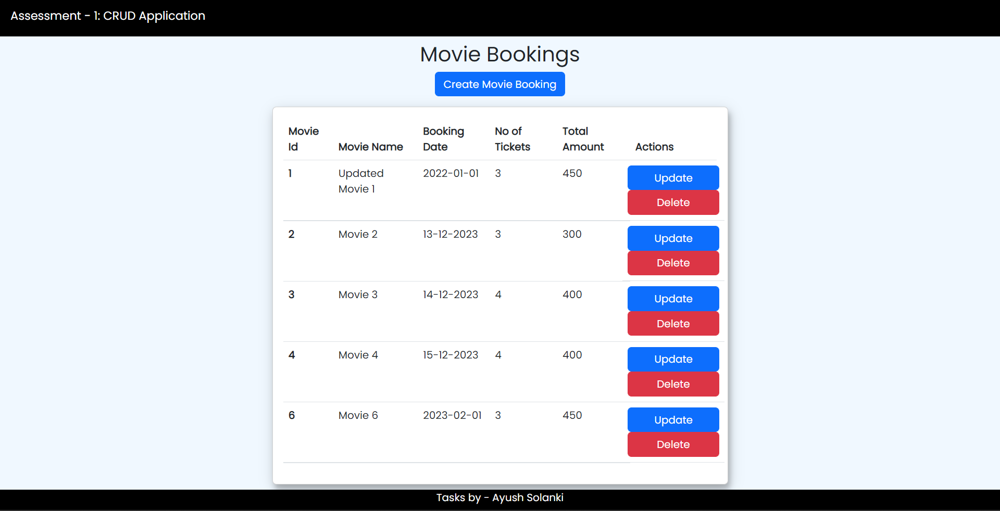 Assessment - 1: CRUD Application
Movie Bookings
Create Movie Booking
Movie Id Movie Name Booking Date No of Tickets Total Amount Actions
1 Updated Movie 1 2022-01-01 3 450 Update
Delete
2 Movie 2 13-12-2023 3 300 Update
Delete
3 Movie 3 14-12-2023 4 400 Update
Delete
4 Movie 4 15-12-2023 4 400 Update
Delete
6 Movie 6 2023-02-01 3 450 Update
Delete
Tasks by - Ayush Solanki